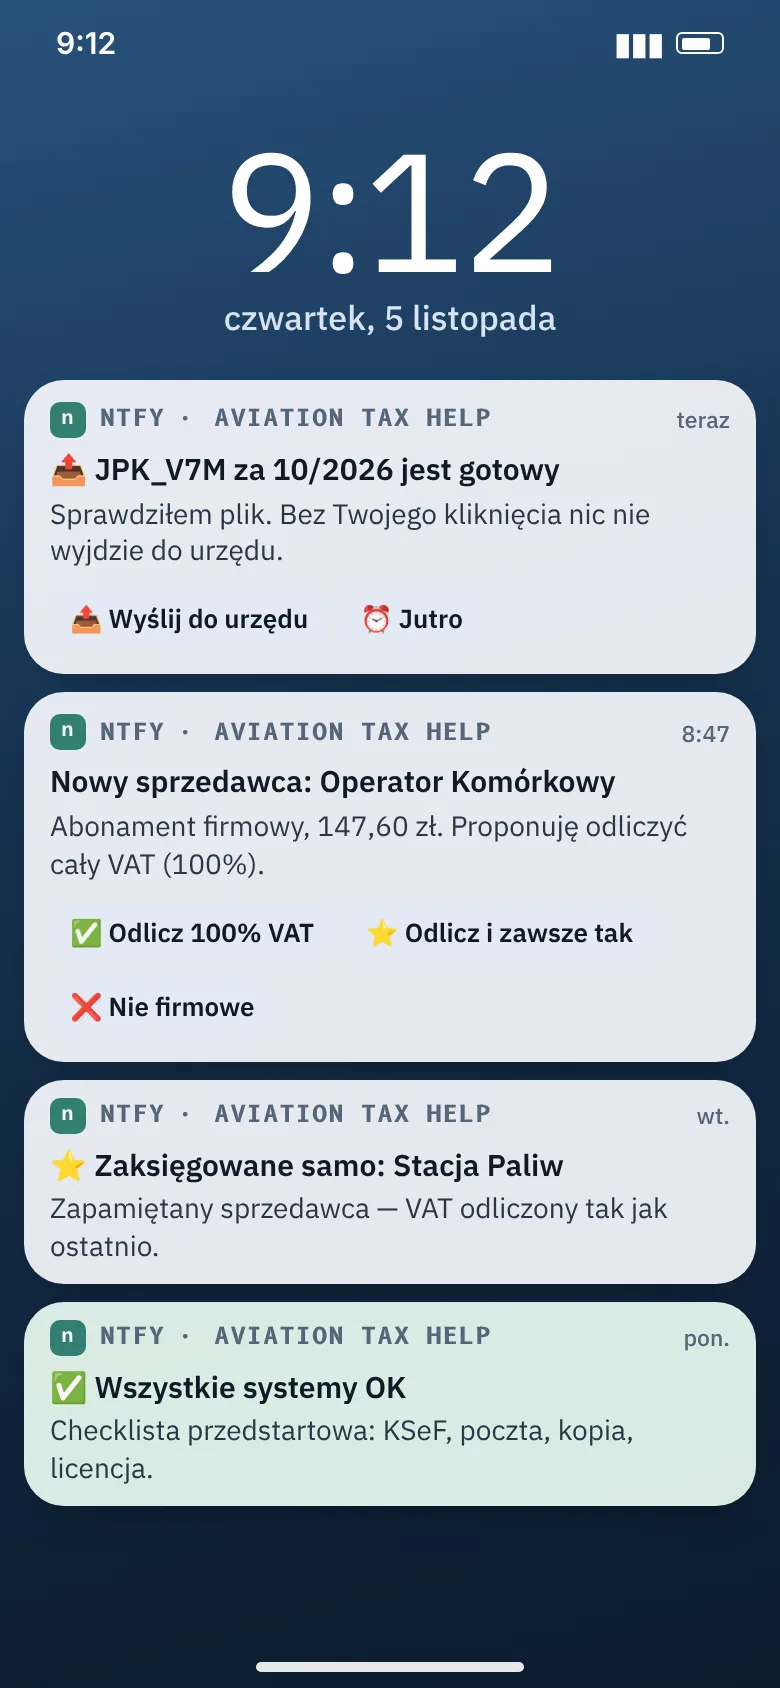 9:12
9:12
czwartek, 5 listopada
n NTFY · AVIATION TAX HELP teraz
📤 JPK_V7M za 10/2026 jest gotowy
Sprawdziłem plik. Bez Twojego kliknięcia nic nie
wyjdzie do urzędu.
📤 Wyślij do urzędu ⏰ Jutro
n NTFY · AVIATION TAX HELP 8:47
Nowy sprzedawca: Operator Komórkowy
Abonament firmowy, 147,60 zł. Proponuję odliczyć
cały VAT (100%).
✅ Odlicz 100% VAT ⭐ Odlicz i zawsze tak
❌ Nie firmowe
n NTFY · AVIATION TAX HELP wt.
⭐ Zaksięgowane samo: Stacja Paliw
Zapamiętany sprzedawca — VAT odliczony tak jak
ostatnio.
n NTFY · AVIATION TAX HELP pon.
✅ Wszystkie systemy OK
Checklista przedstartowa: KSeF, poczta, kopia,
licencja.